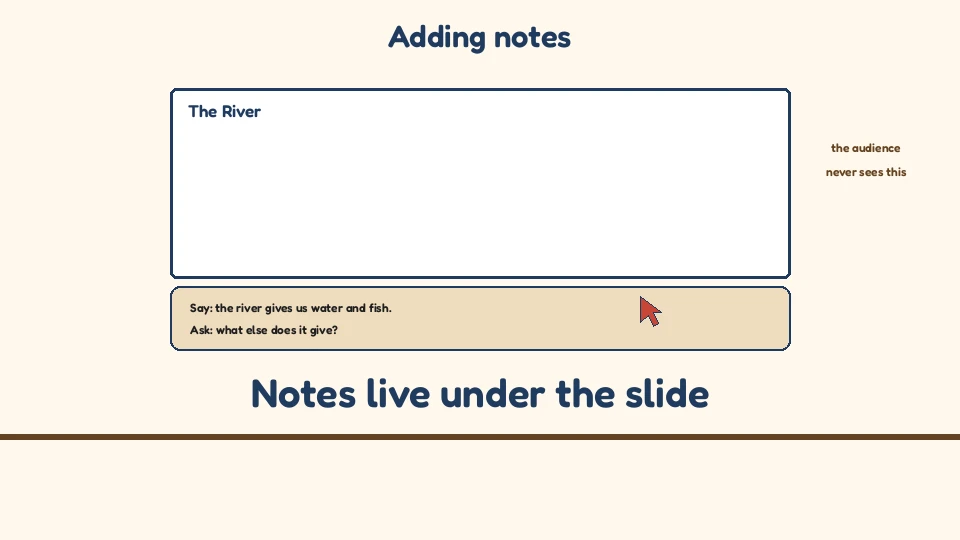 Adding notes
The River
the audience
never sees this
Say: the river gives us water and fish.
Ask: what else does it give?
Notes live under the slide